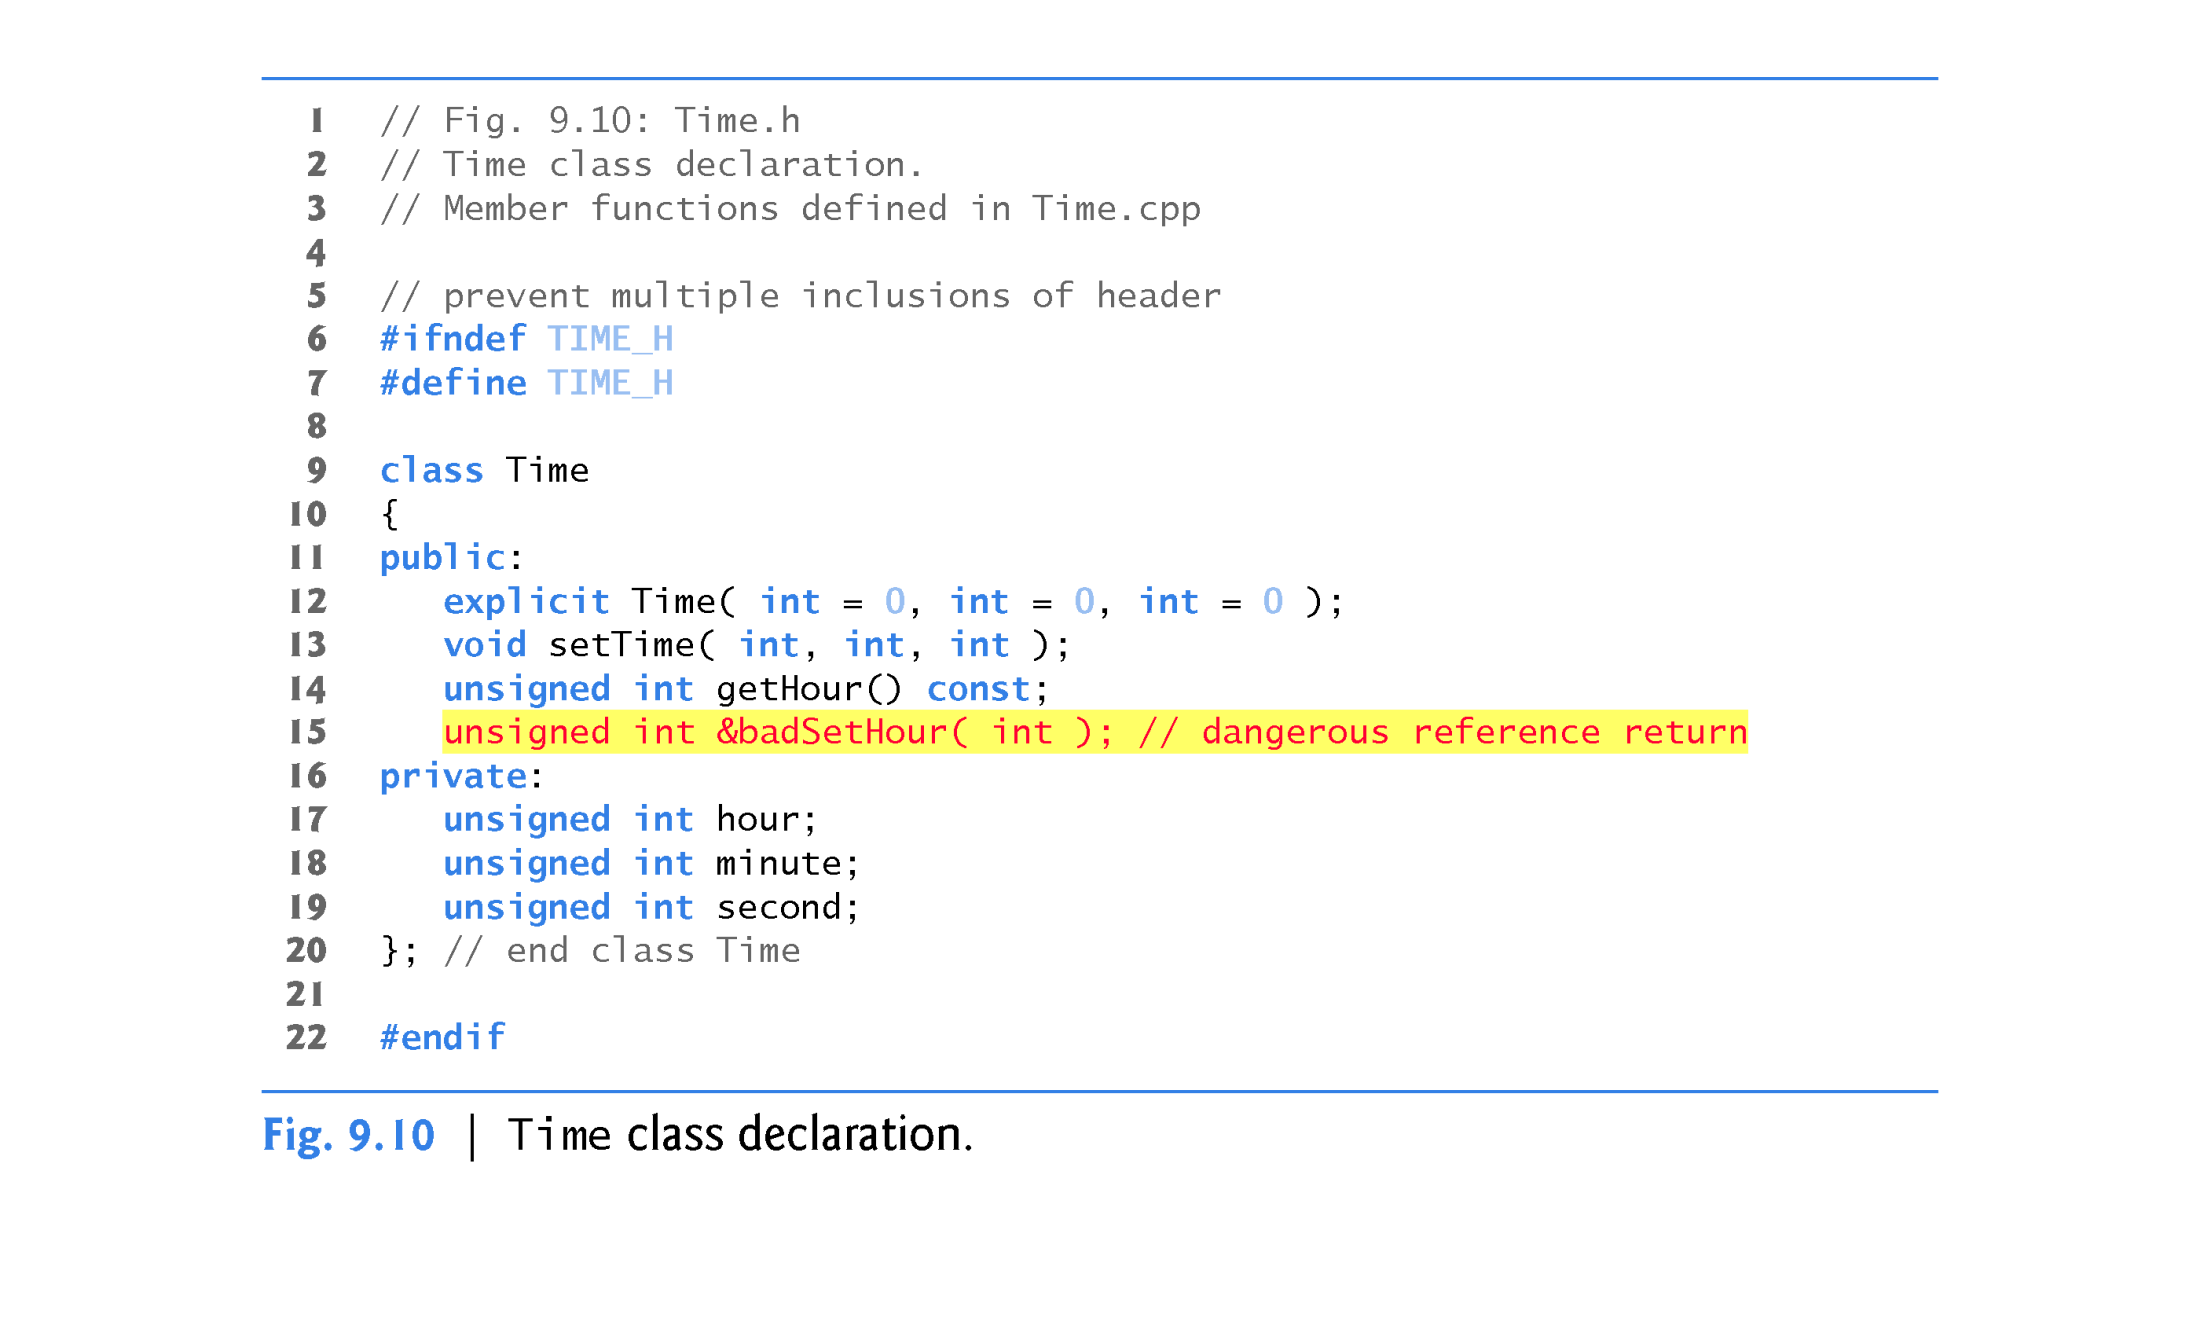 1 // Fig. 9.10: Time.h
2 // Time class declaration.
3 // Member functions defined in Time.cpp
4
5 // prevent multiple inclusions of header
6 #ifndef TIME_H
7 #define TIME_H
8
9 class Time
10 {
11 public:
12    explicit Time( int = 0, int = 0, int = 0 );
13    void setTime( int, int, int );
14    unsigned int getHour() const;
15    unsigned int &badSetHour( int ); // dangerous reference return
16 private:
17    unsigned int hour;
18    unsigned int minute;
19    unsigned int second;
20 }; // end class Time
21
22 #endif
Fig. 9.10 | Time class declaration.